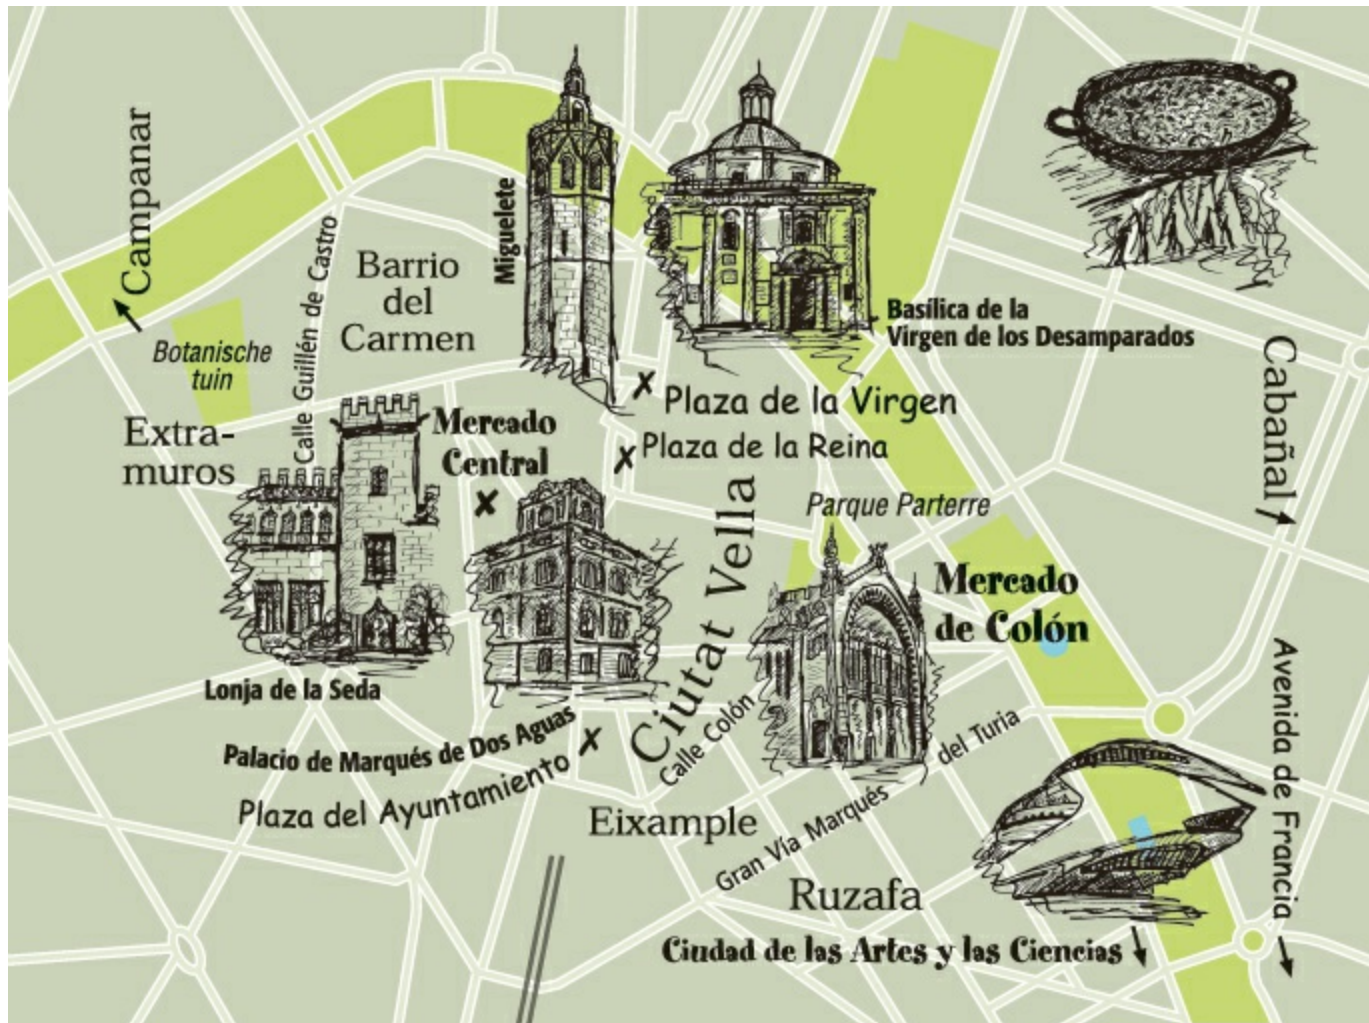 Campanar
Miguelete
Calle Guillén de Castro
Barrio
del
Carmen
Botanische
tuin
Basílica de la
Virgen de los Desamparados
Cabañal
Extra-
muros
Plaza de la Virgen
Mercado
Central
Plaza de la Reina
Parque Parterre
Ciutat Vella
Mercado
de Colón
Lonja de la Seda
Palacio de Marqués de Dos Aguas
Plaza del Ayuntamiento
Calle Colón
Gran Vía Marqués del Turia
Avenida de Francia
Eixample
Ruzafa
Ciudad de las Artes y las Ciencias